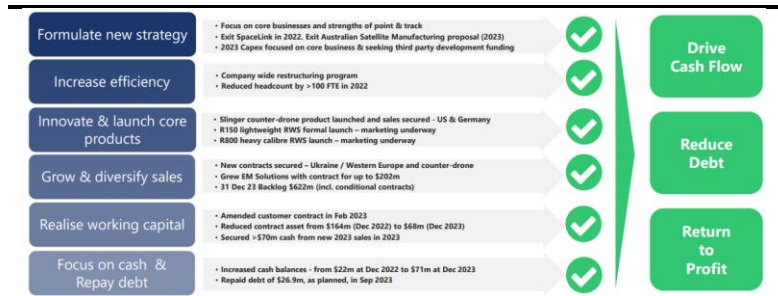 Formulate new strategy
• Focus on core businesses and strengths of point & track
• Exit SpaceLink in 2022. Exit Australian Satellite Manufacturing proposal (2023)
• 2023 Capex focused on core business & seeking third party development funding
Increase efficiency
• Company wide restructuring program
• Reduced headcount by >100 FTE in 2022
Innovate & launch core
products
• Slinger counter-drone product launched and sales secured - US & Germany
• R150 lightweight RWS formal launch – marketing underway
• R800 heavy calibre RWS launch – marketing underway
Grow & diversify sales
• New contracts secured – Ukraine / Western Europe and counter-drone
• Grew EM Solutions with contract for up to $202m
• 31 Dec 23 Backlog $622m (incl. conditional contracts)
Realise working capital
• Amended customer contract in Feb 2023
• Reduced contract asset from $164m (Dec 2022) to $68m (Dec 2023)
• Secured >$70m cash from new 2023 sales in 2023
Focus on cash &
Repay debt
• Increased cash balances – from $22m at Dec 2022 to $71m at Dec 2023
• Repaid debt of $26.9m, as planned, in Sep 2023
Drive
Cash Flow
Reduce
Debt
Return
to
Profit